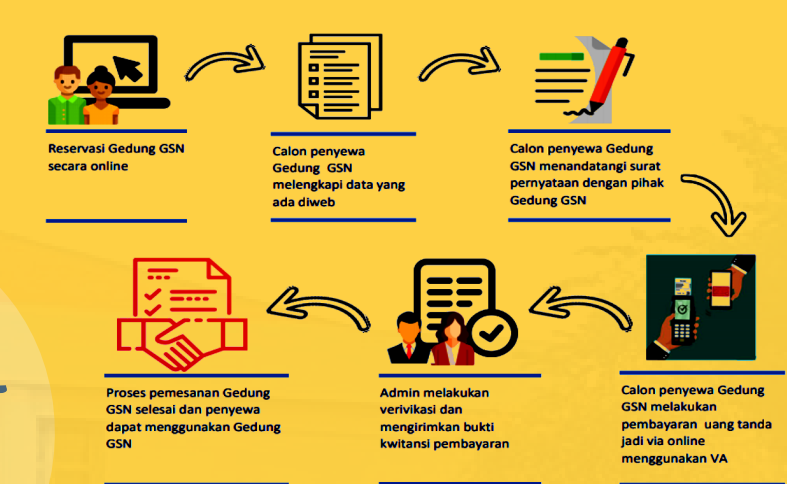 Reservasi Gedung GSN
secara online
Calon penyewa
Gedung GSN
melengkapi data yang
ada diweb
Calon penyewa Gedung
GSN menandatangi surat
pernyataan dengan pihak
Gedung GSN
Calon penyewa Gedung
GSN melakukan
pembayaran uang tanda
jadi via online
menggunakan VA
Admin melakukan
verivikasi dan
mengirimkan bukti
kwitansi pembayaran
Proses pemesanan Gedung
GSN selesai dan penyewa
dapat menggunakan Gedung
GSN